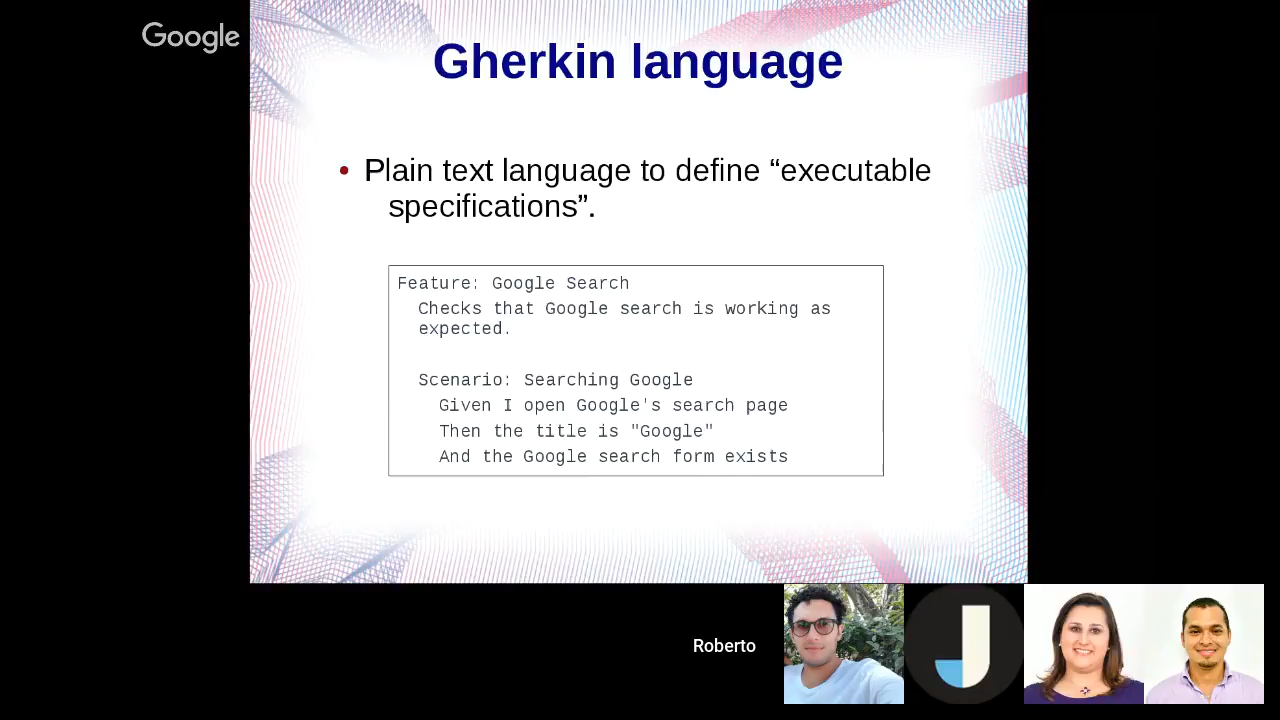 Google
Gherkin language
• Plain text language to define “executable
specifications”.
Feature: Google Search
Checks that Google search is working as
expected.
Scenario: Searching Google
Given I open Google's search page
Then the title is "Google"
And the Google search form exists
Roberto
J